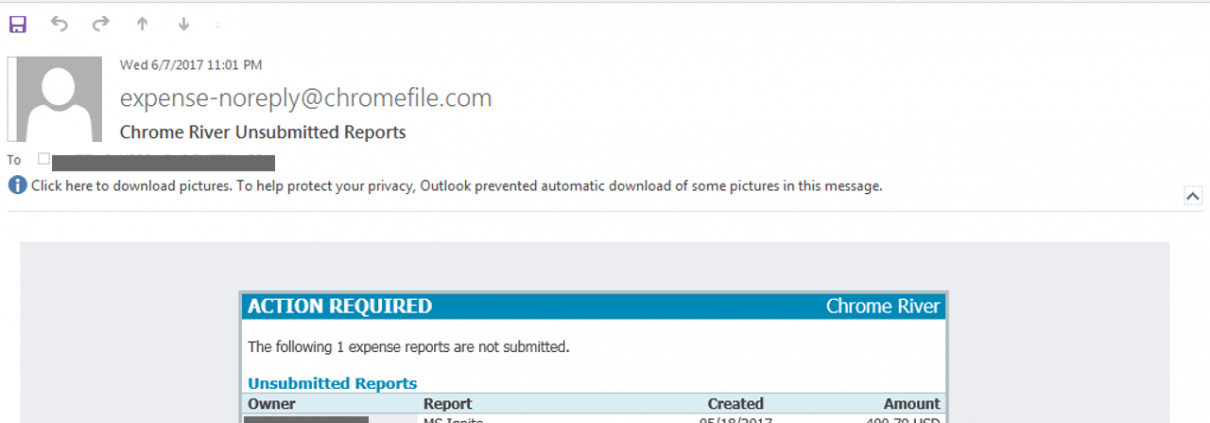 Wed 6/7/2017 11:01 PM
expense-noreply@chromefile.com
Chrome River Unsubmitted Reports
To
Click here to download pictures. To help protect your privacy, Outlook prevented automatic download of some pictures in this message.
ACTION REQUIRED Chrome River
The following 1 expense reports are not submitted.
Unsubmitted Reports
Owner Report Created Amount
MS Ignite 05/18/2017 400.70 USD